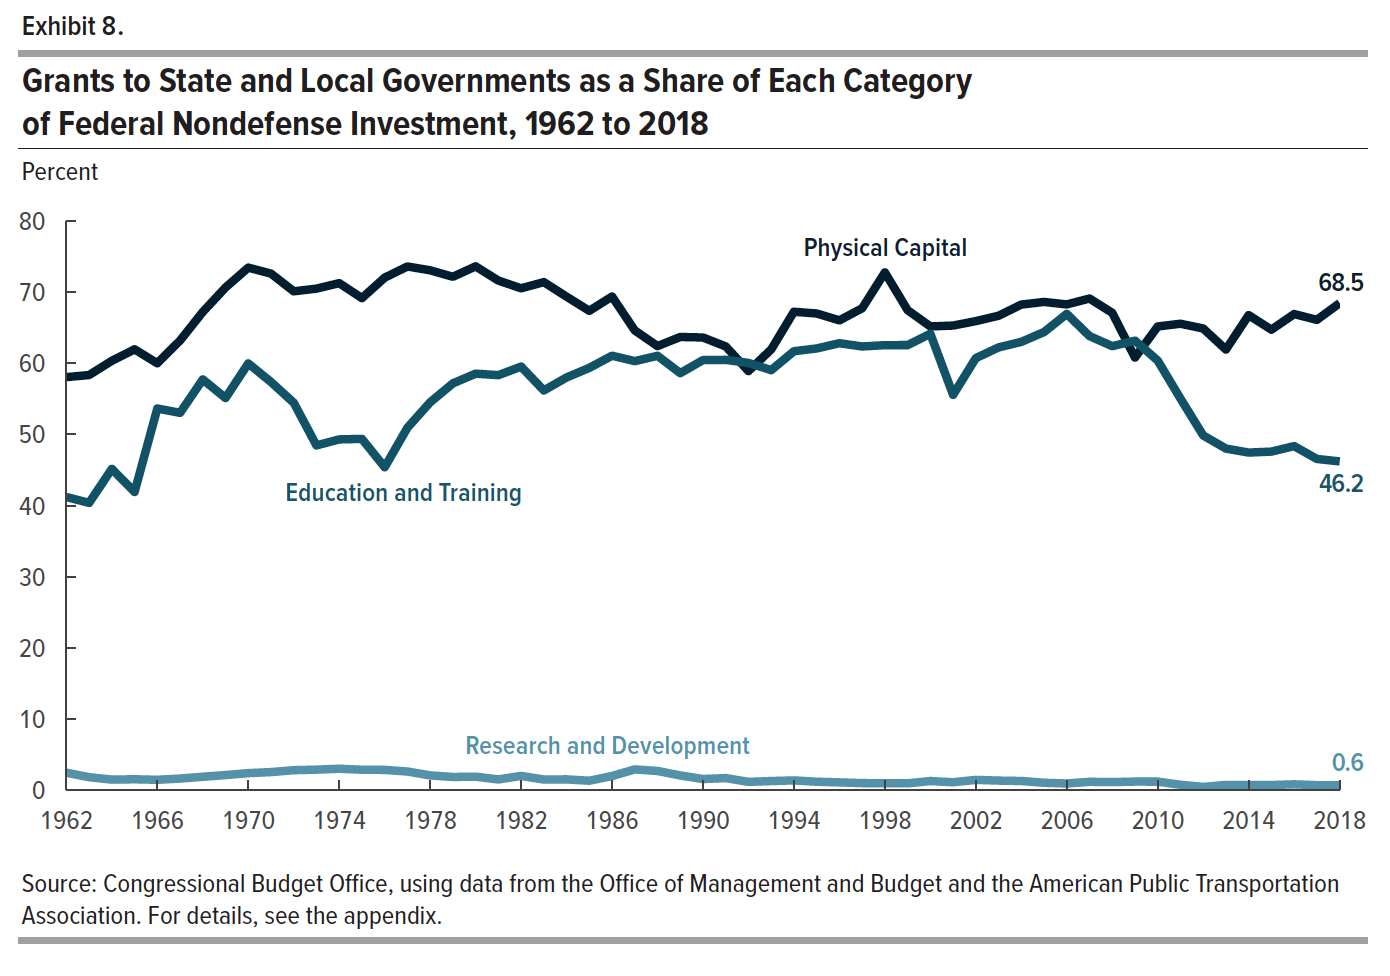 Exhibit 8.
Grants to State and Local Governments as a Share of Each Category
of Federal Nondefense Investment, 1962 to 2018
Percent
80
70
60
50
40
30
20
10
0
Physical Capital
68.5
Education and Training
46.2
Research and Development
0.6
1962 1966 1970 1974 1978 1982 1986 1990 1994 1998 2002 2006 2010 2014 2018
Source: Congressional Budget Office, using data from the Office of Management and Budget and the American Public Transportation
Association. For details, see the appendix.